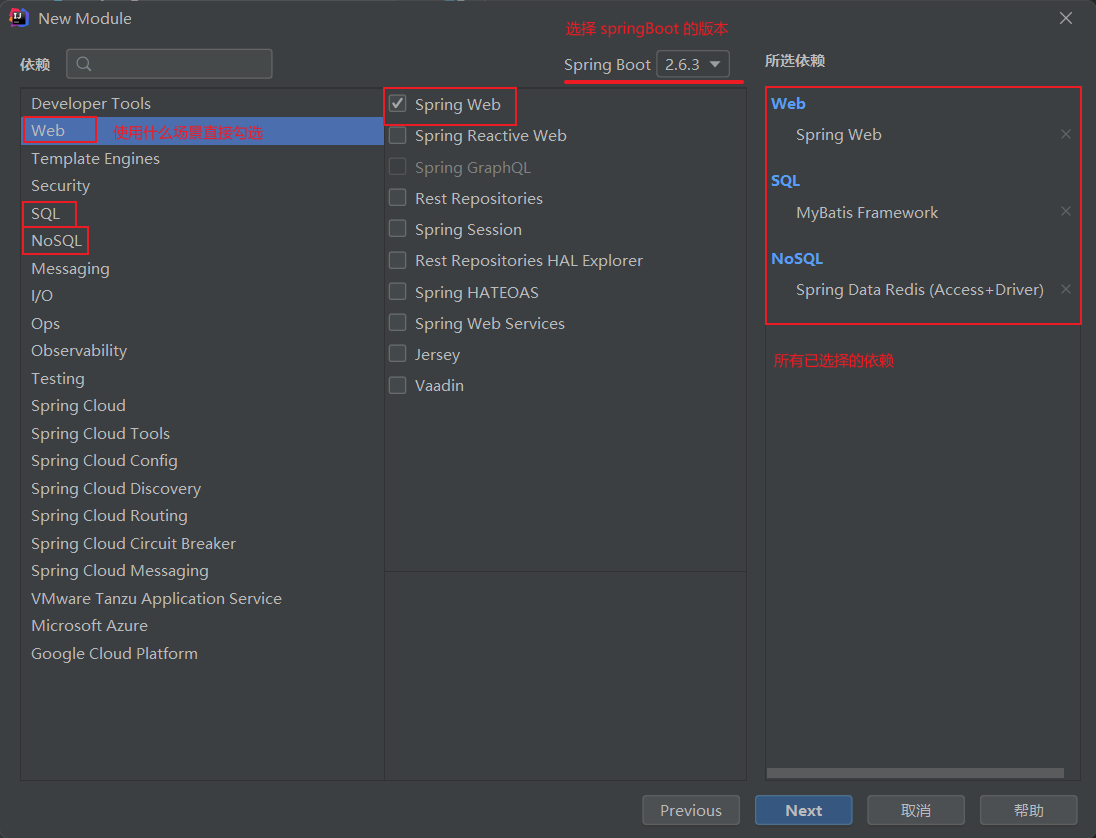 New Module
选择 springBoot 的版本
依赖
Spring Boot 2.6.3
所选依赖
Developer Tools
Web 使用什么场景直接勾选
Template Engines
Security
SQL
NoSQL
Messaging
I/O
Ops
Observability
Testing
Spring Cloud
Spring Cloud Tools
Spring Cloud Config
Spring Cloud Discovery
Spring Cloud Routing
Spring Cloud Circuit Breaker
Spring Cloud Messaging
VMware Tanzu Application Service
Microsoft Azure
Google Cloud Platform
Spring Web
Spring Reactive Web
Spring GraphQL
Rest Repositories
Spring Session
Rest Repositories HAL Explorer
Spring HATEOAS
Spring Web Services
Jersey
Vaadin
Web
Spring Web
SQL
MyBatis Framework
NoSQL
Spring Data Redis (Access+Driver)
所有已选择的依赖
Previous
Next
取消
帮助